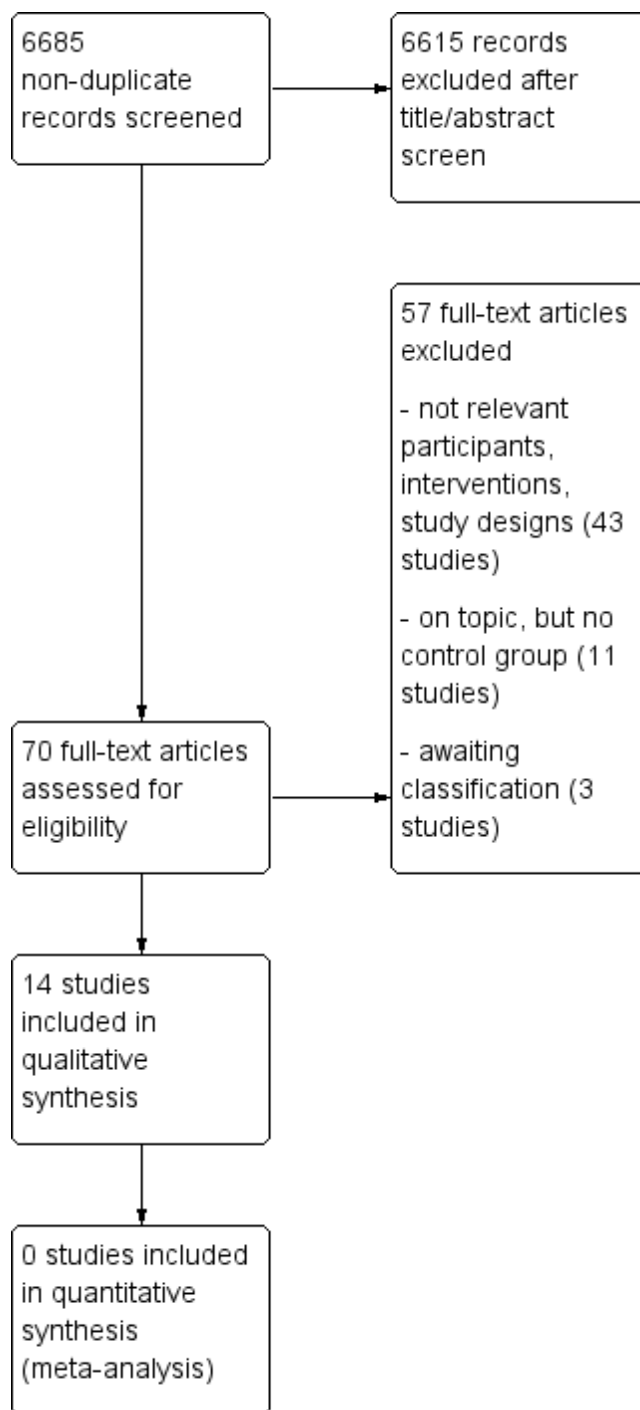 6685
non-duplicate
records screened
6615 records
excluded after
title/abstract
screen
57 full-text articles
excluded
- not relevant
participants,
interventions,
study designs (43
studies)
- on topic, but no
control group (11
studies)
- awaiting
classification (3
studies)
70 full-text articles
assessed for
eligibility
14 studies
included in
qualitative
synthesis
0 studies included
in quantitative
synthesis
(meta-analysis)